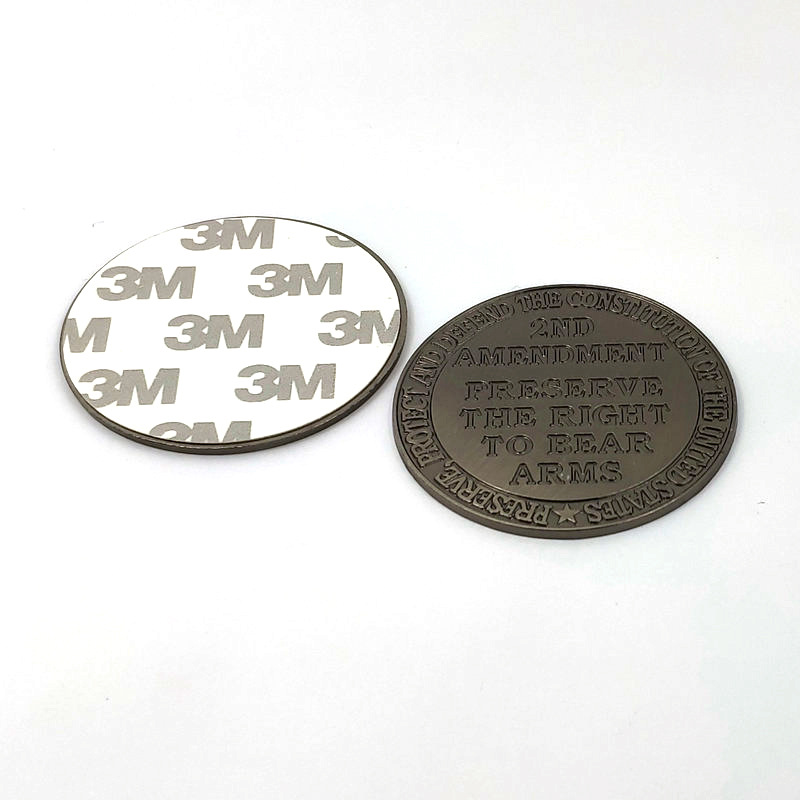 3M 3
3M 3M
M 3M 3M
3M 3M
3M
PRESERVE, PROTECT AND DEFEND THE CONSTITUTION OF THE UNITED STATES
2ND
AMENDMENT
PRESERVE
THE RIGHT
TO BEAR
ARMS